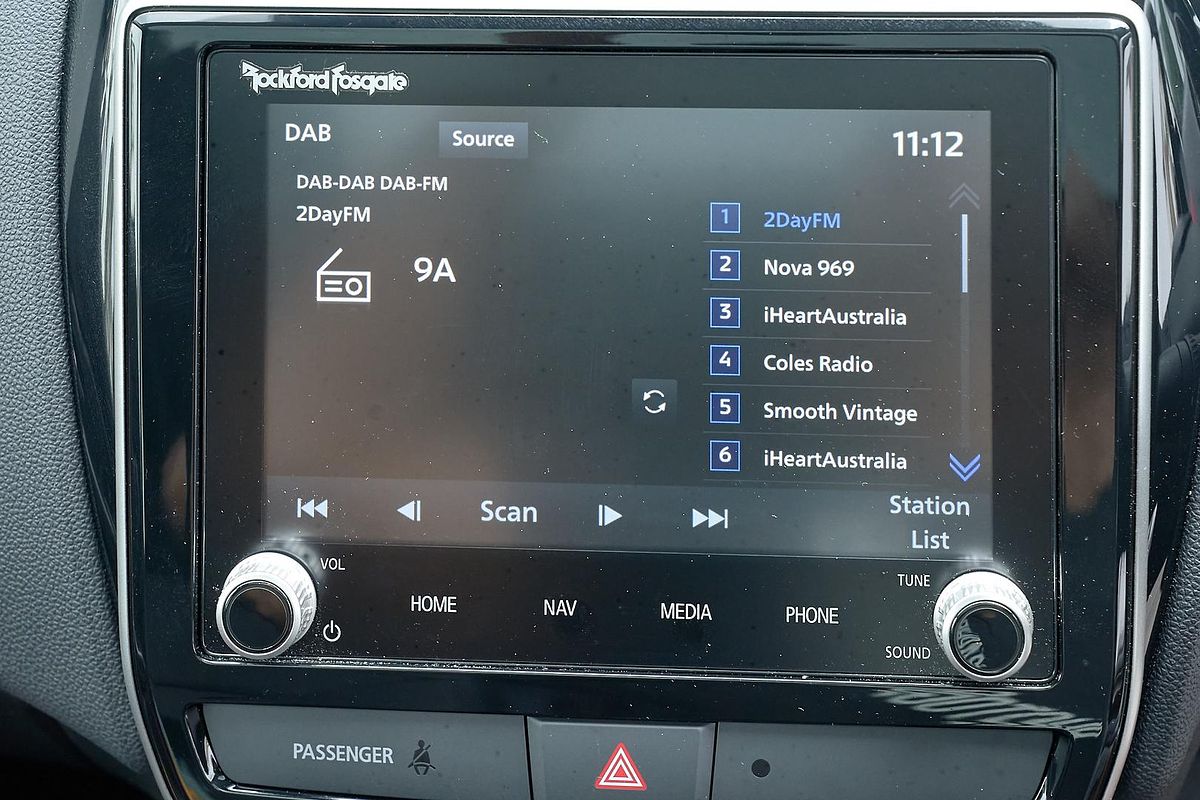 Rockford Fosgate
DAB
Source
11:12
DAB-DAB DAB-FM
2DayFM
9A
1 2DayFM
2 Nova 969
3 iHeartAustralia
4 Coles Radio
5 Smooth Vintage
6 iHeartAustralia
Scan
Station
List
VOL
TUNE
HOME
NAV
MEDIA
PHONE
SOUND
PASSENGER